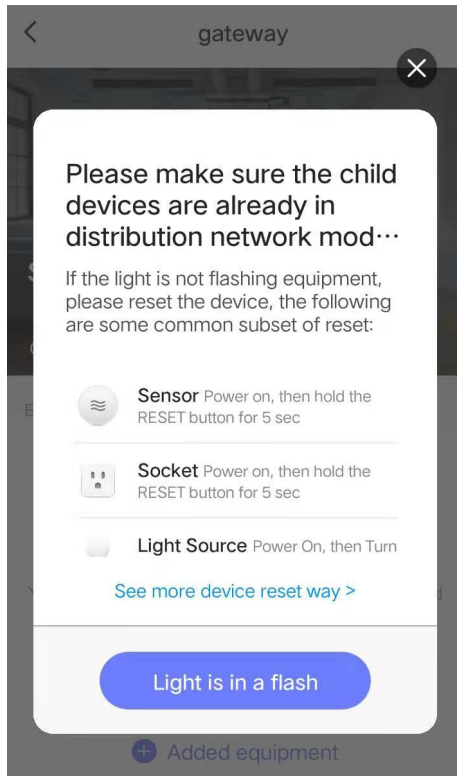 gateway
Please make sure the child
devices are already in
distribution network mod···
If the light is not flashing equipment,
please reset the device, the following
are some common subset of reset:
Sensor Power on, then hold the
RESET button for 5 sec
Socket Power on, then hold the
RESET button for 5 sec
Light Source Power On, then Turn
See more device reset way >
Light is in a flash
Added equipment